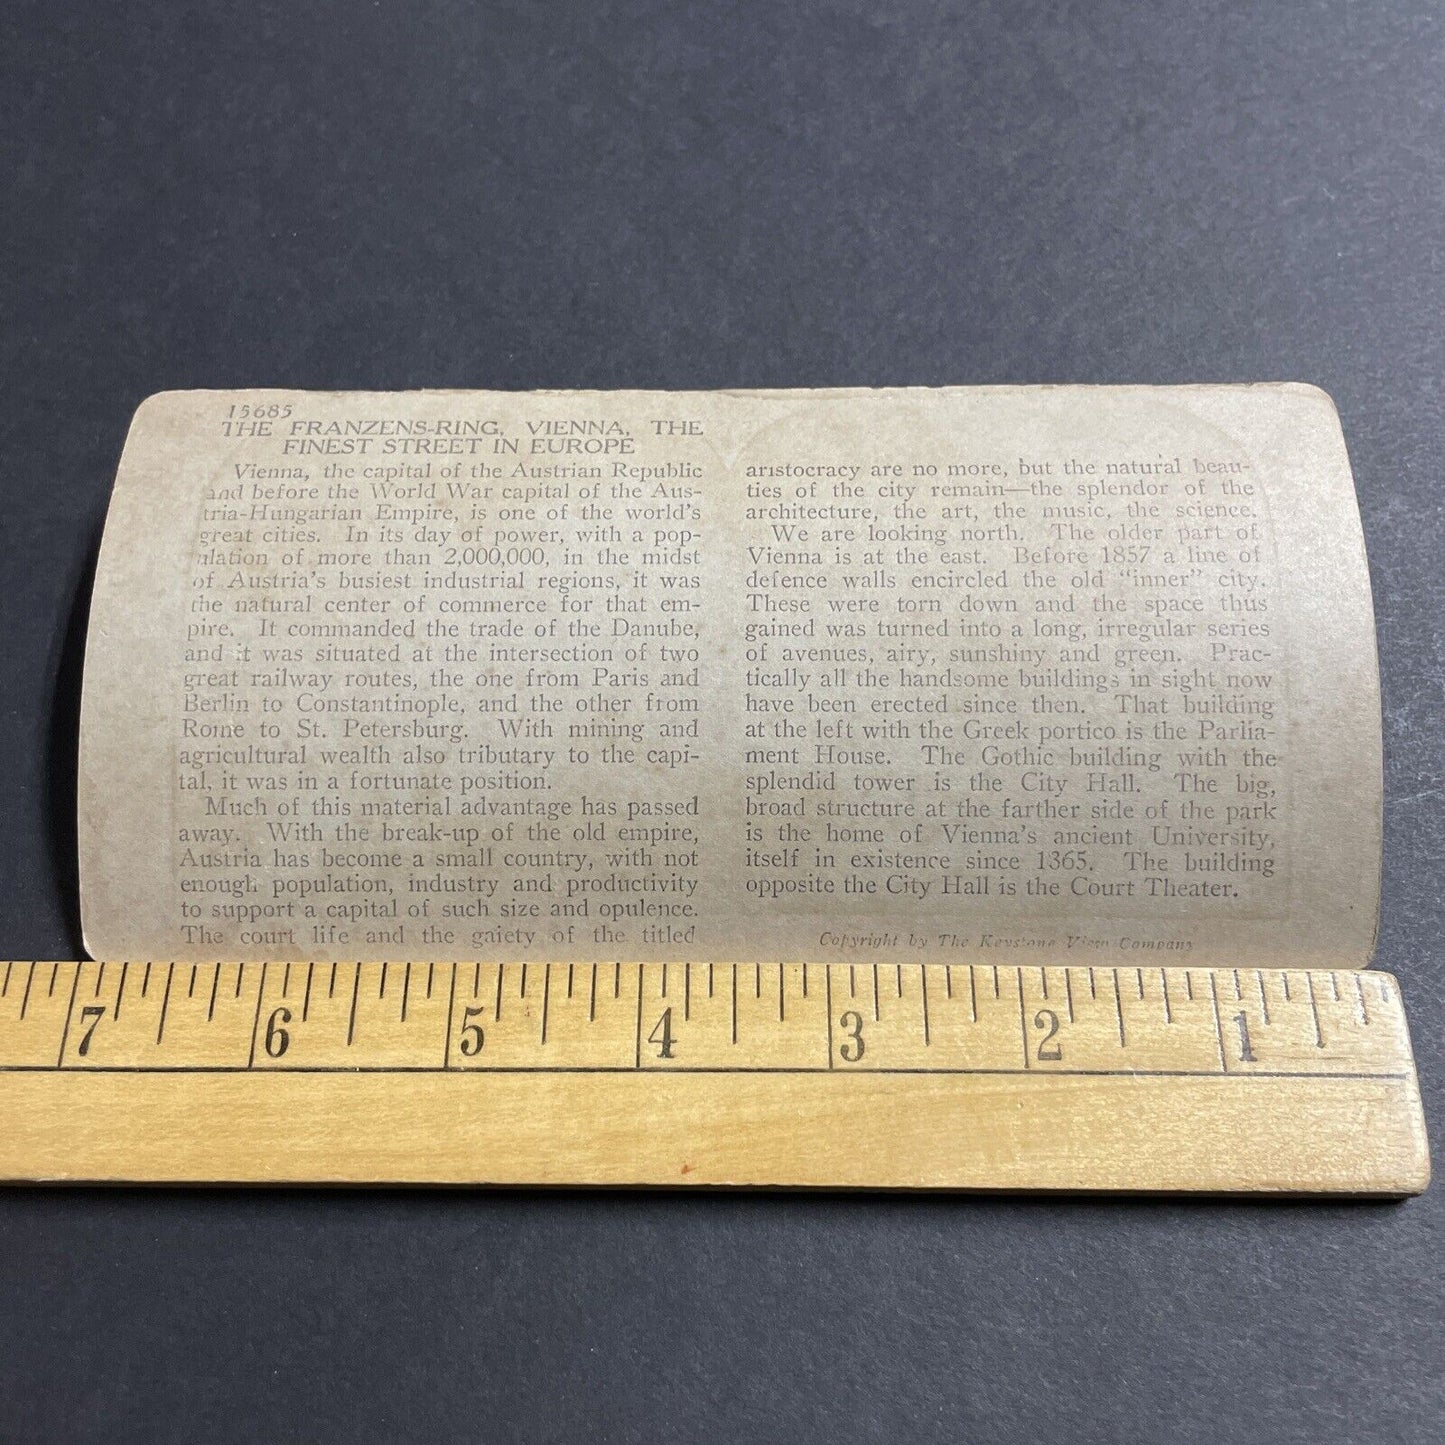 15685
THE FRANZENS-RING, VIENNA, THE
FINEST STREET IN EUROPE
Vienna, the capital of the Austrian Republic
and before the World War capital of the Aus-
tria-Hungarian Empire, is one of the world's
great cities. In its day of power, with a pop-
ulation of more than 2,000,000, in the midst
of Austria's busiest industrial regions, it was
the natural center of commerce for that em-
pire. It commanded the trade of the Danube,
and it was situated at the intersection of two
great railway routes, the one from Paris and
Berlin to Constantinople, and the other from
Rome to St. Petersburg. With mining and
agricultural wealth also tributary to the capi-
tal, it was in a fortunate position.
Much of this material advantage has passed
away. With the break-up of the old empire,
Austria has become a small country, with not
enough population, industry and productivity
to support a capital of such size and opulence.
The court life and the gaiety of the titled
aristocracy are no more, but the natural beau-
ties of the city remain—the splendor of the
architecture, the art, the music, the science.
We are looking north. The older part of
Vienna is at the east. Before 1857 a line of
defence walls encircled the old "inner" city.
These were torn down and the space thus
gained was turned into a long, irregular series
of avenues, airy, sunshiny and green. Prac-
tically all the handsome buildings in sight now
have been erected since then. That building
at the left with the Greek portico is the Parlia-
ment House. The Gothic building with the
splendid tower is the City Hall. The big,
broad structure at the farther side of the park
is the home of Vienna's ancient University,
itself in existence since 1365. The building
opposite the City Hall is the Court Theater.
Copyright by The Keystone View Company
7 6 5 4 3 2 1